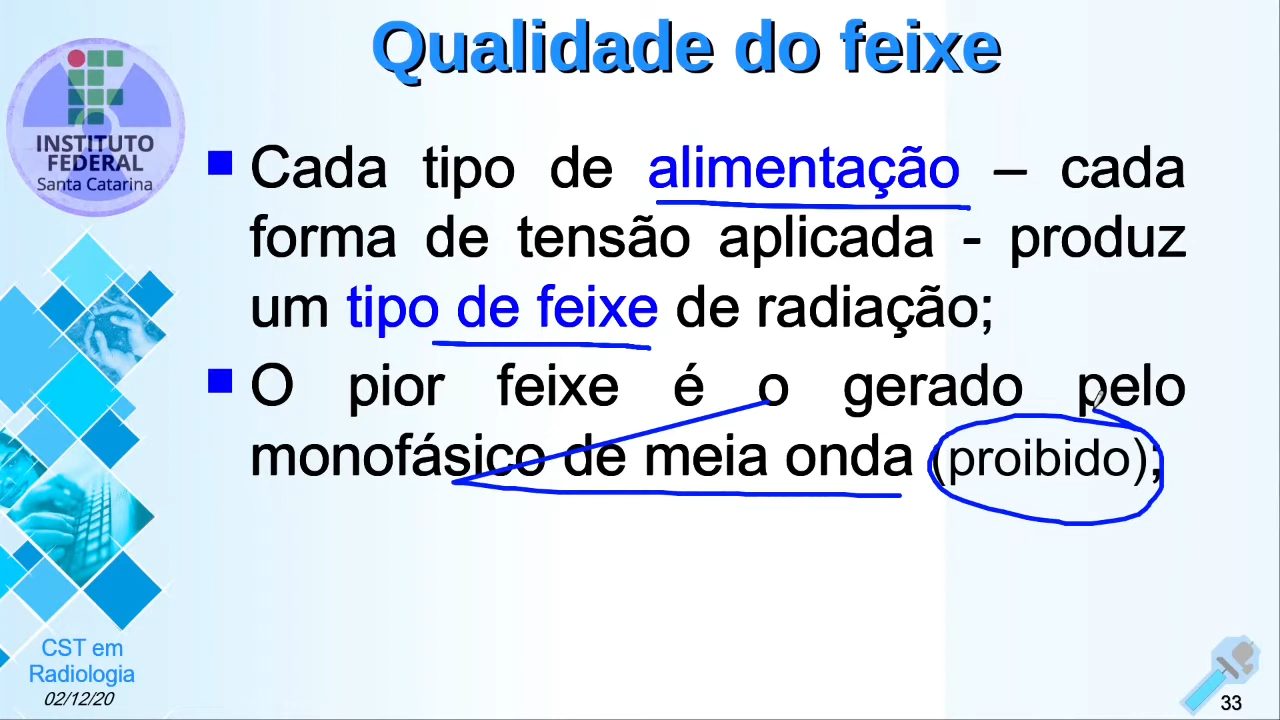 Qualidade do feixe
INSTITUTO
FEDERAL
Santa Catarina
Cada tipo de alimentação – cada
forma de tensão aplicada - produz
um tipo de feixe de radiação;
O pior feixe é o gerado pelo
monofásico de meia onda (proibido);
CST em
Radiologia
02/12/20
33